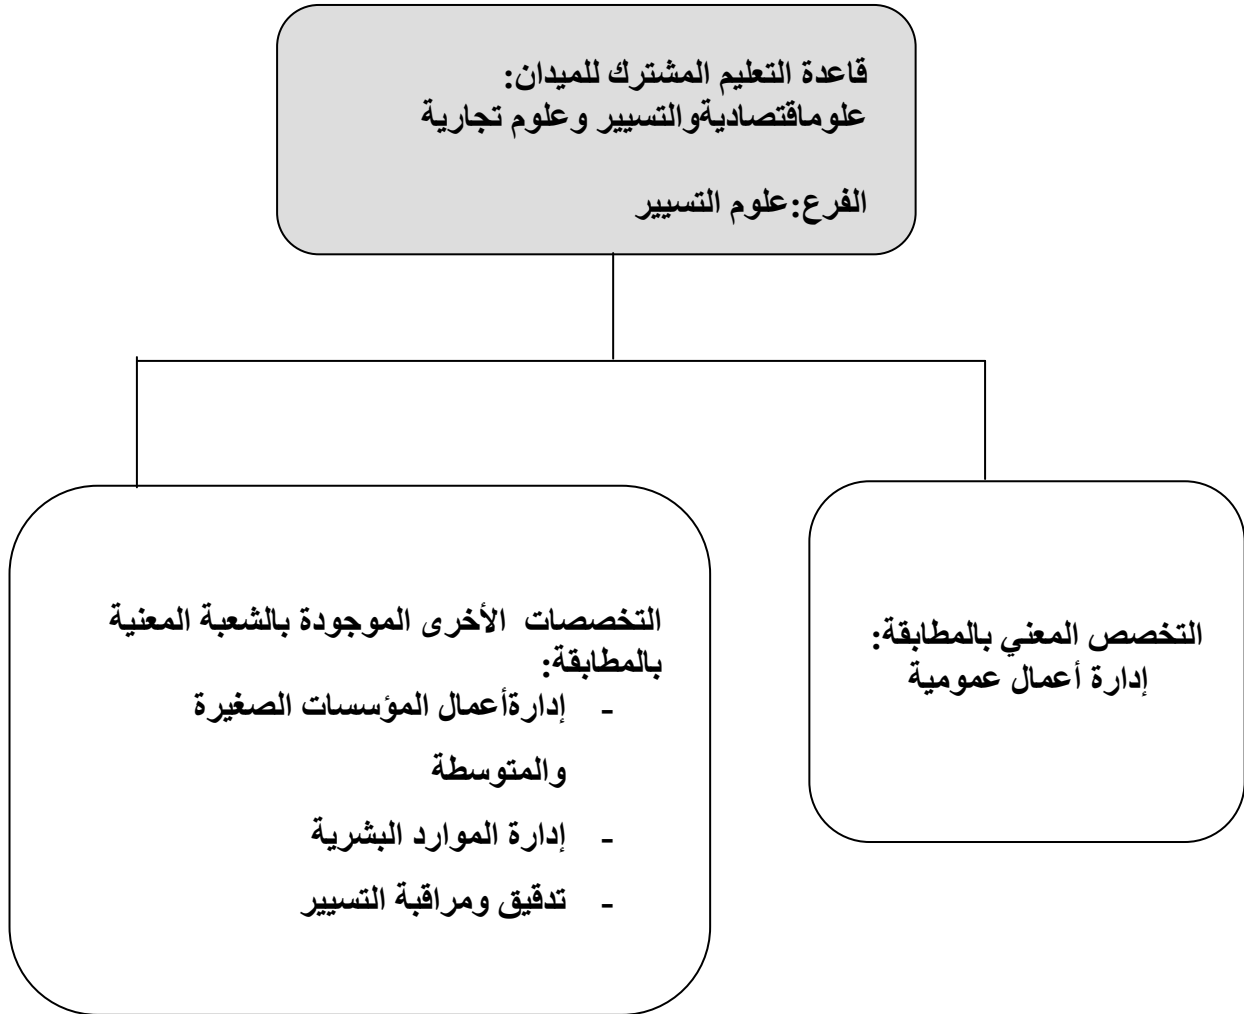 قاعدة التعليم المشترك للميدان:
علوماقتصاديةوالتسيير وعلوم تجارية
الفرع:علوم التسيير
التخصص المعني بالمطابقة:
إدارة أعمال عمومية
التخصصات الأخرى الموجودة بالشعبة المعنية
بالمطابقة:
- إدارةأعمال المؤسسات الصغيرة
والمتوسطة
- إدارة الموارد البشرية
- تدقيق ومراقبة التسيير